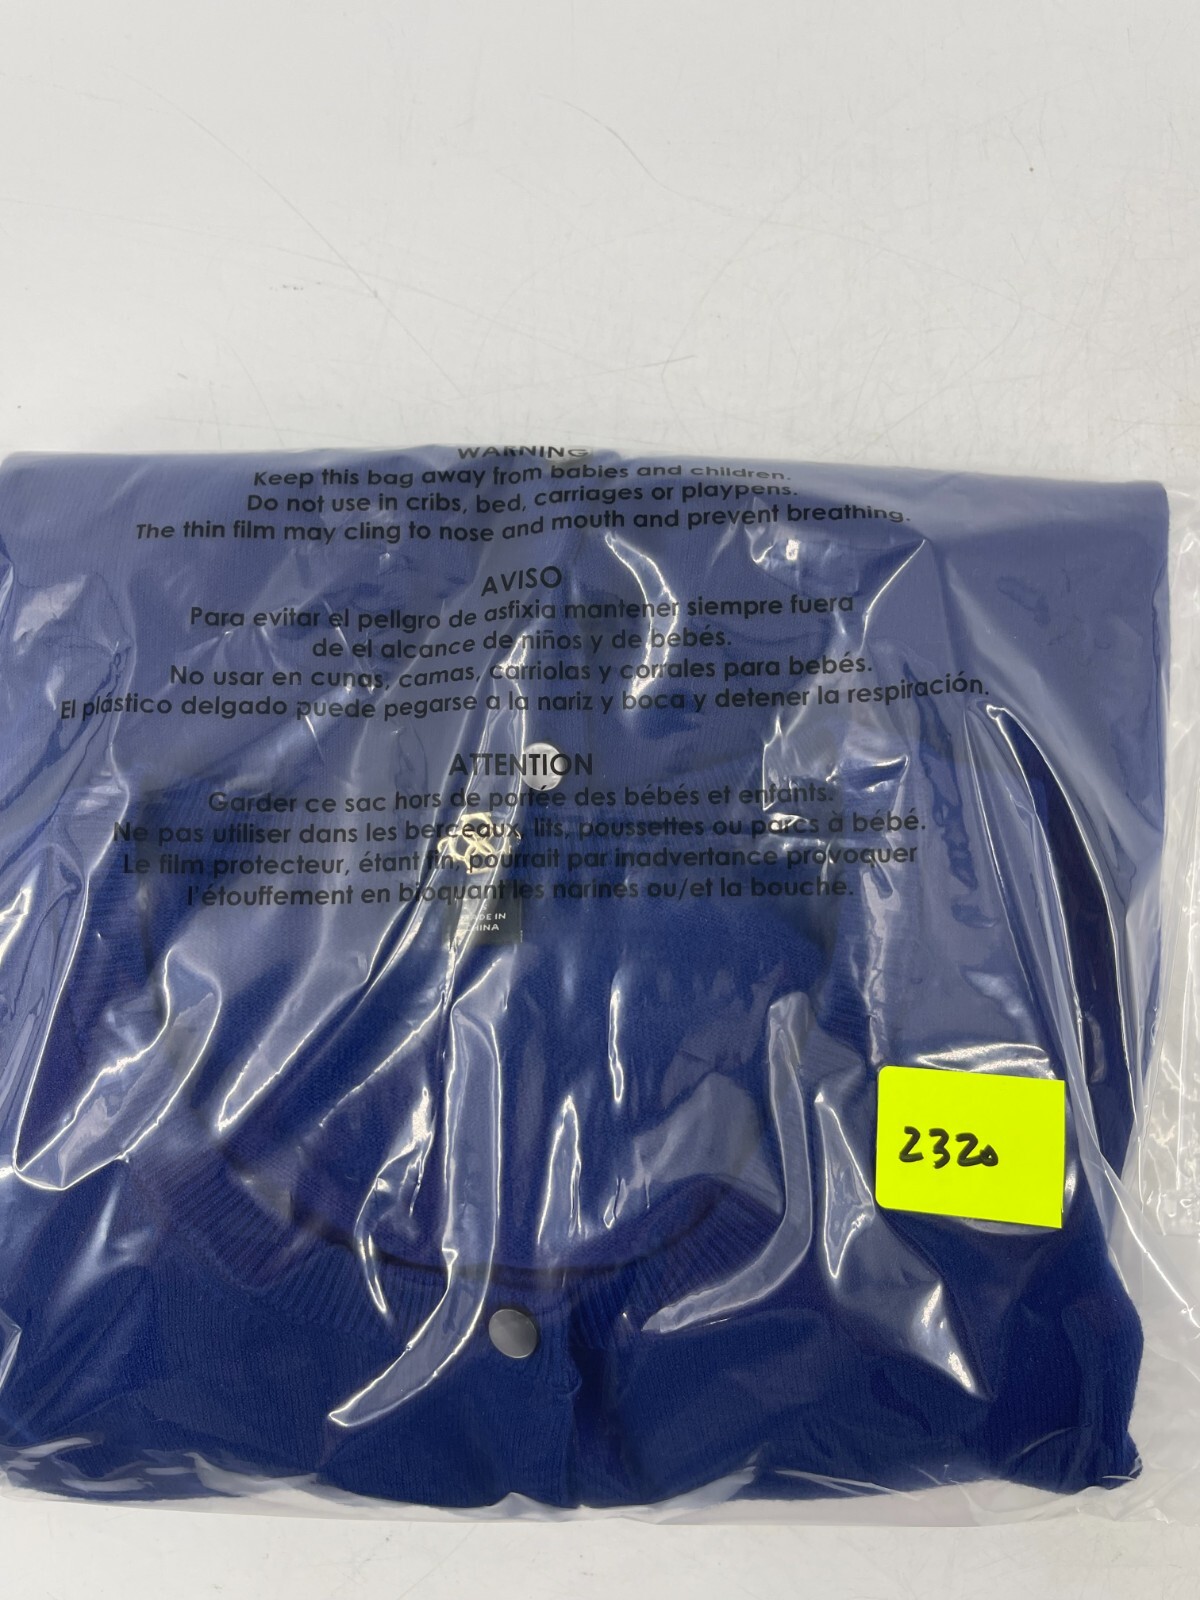 WARNING
Keep this bag away from babies and children.
Do not use in cribs, bed, carriages or playpens.
The thin film may cling to nose and mouth and prevent breathing.
AVISO
Para evitar el pellgro de asfixia mantener siempre fuera
de el alcance de niños y de bebés.
No usar en cunas, camas, carriolas y corrales para bebés.
El plástico delgado puede pegarse a la nariz y boca y detener la respiración.
ATTENTION
Garder ce sac hors de portée des bébés et enfants.
Ne pas utiliser dans les berceaux, lits, poussettes ou parcs à bébé.
Le film protecteur, étant fin, pourrait par inadvertance provoquer
l'étouffement en bloquant les narines ou/et la bouche.
MADE IN
CHINA
2320